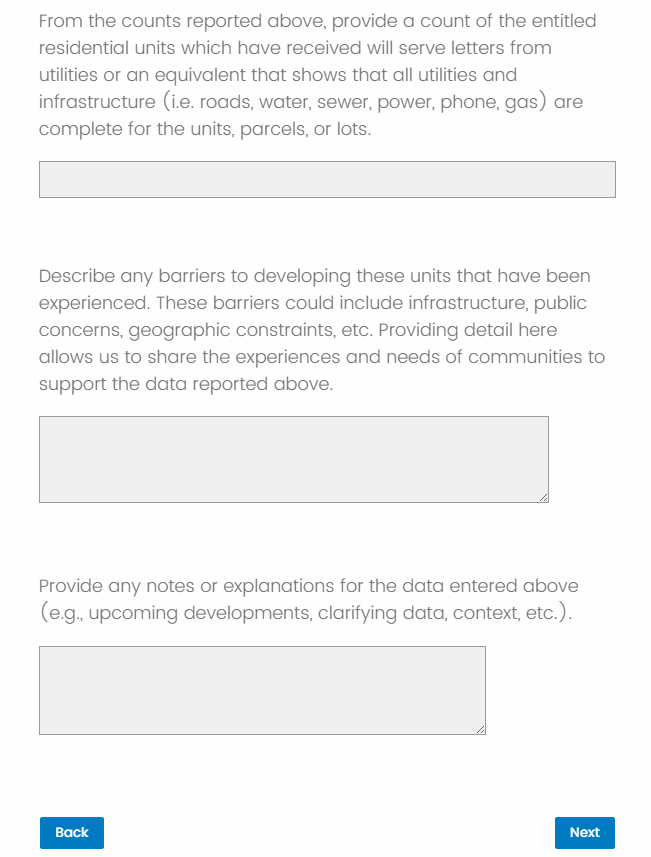 From the counts reported above, provide a count of the entitled
residential units which have received will serve letters from
utilities or an equivalent that shows that all utilities and
infrastructure (i.e. roads, water, sewer, power, phone, gas) are
complete for the units, parcels, or lots.
Describe any barriers to developing these units that have been
experienced. These barriers could include infrastructure, public
concerns, geographic constraints, etc. Providing detail here
allows us to share the experiences and needs of communities to
support the data reported above.
Provide any notes or explanations for the data entered above
(e.g., upcoming developments, clarifying data, context, etc.).
Back
Next